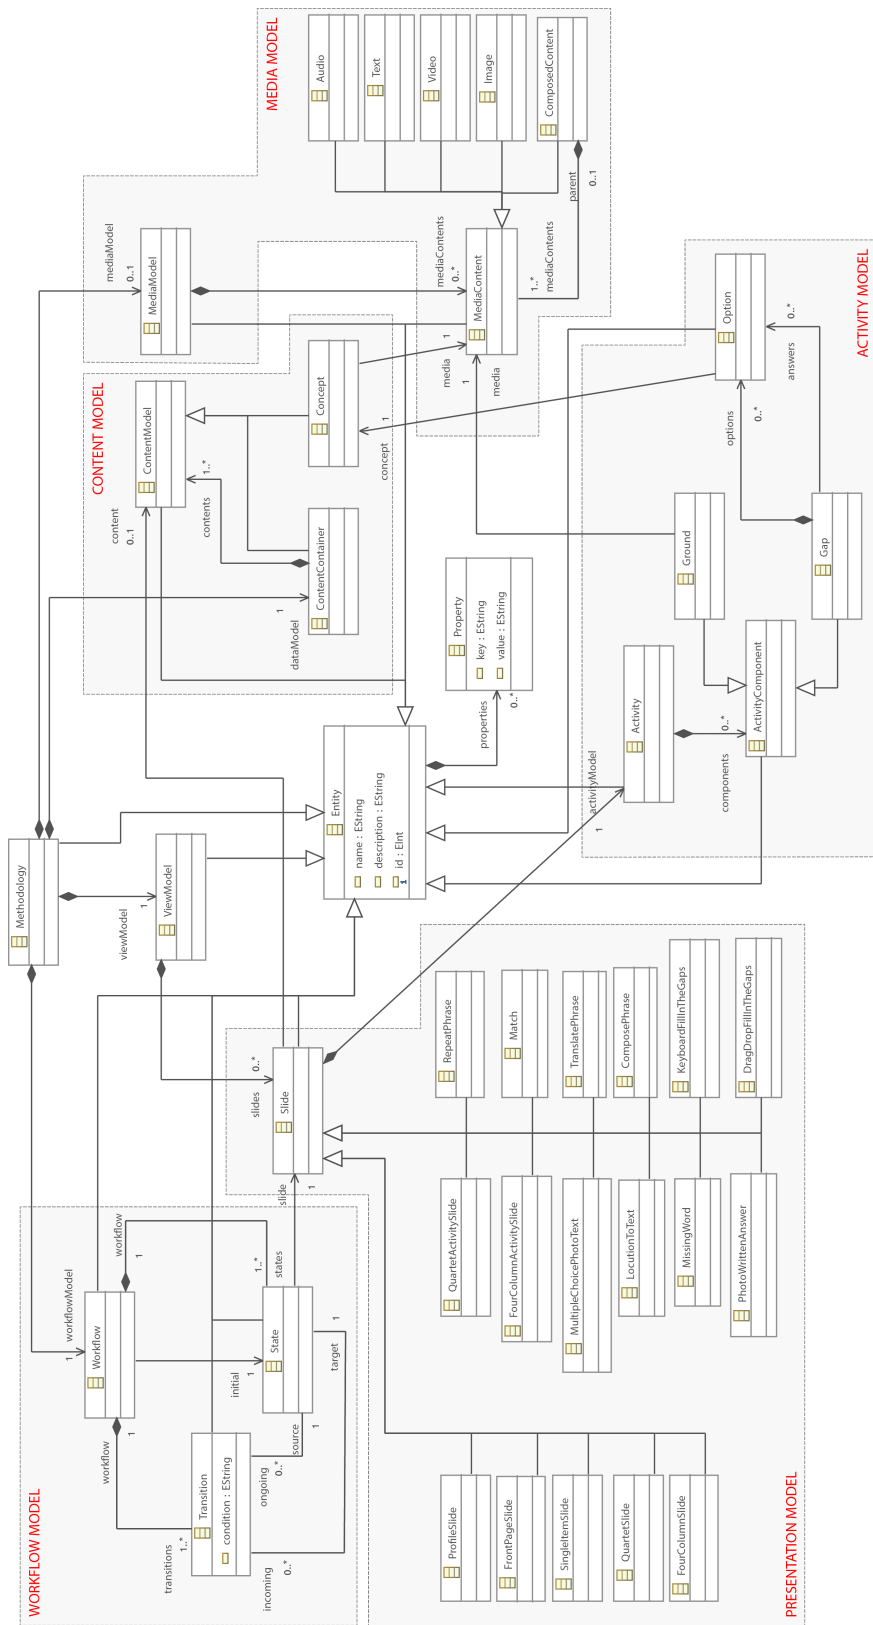 WORKFLOW MODEL
transitions
1..*
Transition
condition : EString
incoming
0..*
ongoing
0..*
workflow
1
Workflow
1
workflowModel
workflow
1
initial
1
State
states
1..*
source
1
target
1
slide
1
PRESENTATION MODEL
ProfileSlide
FrontPageSlide
SingleItemSlide
QuartetSlide
FourColumnSlide
QuartetActivitySlide
FourColumnActivitySlide
MultipleChoicePhotoText
LocutionToText
MissingWord
PhotoWrittenAnswer
RepeatPhrase
Match
TranslatePhrase
ComposePhrase
KeyboardFillInTheGaps
DragDropFillInTheGaps
Slide
slides
0..*
Methodology
viewModel
1
ViewModel
Entity
name : EString
description : EString
id : EInt
properties
0..*
Property
key : EString
value : EString
CONTENT MODEL
content
0..1
ContentModel
contents
1..*
dataModel
1
ContentContainer
Concept
concept
1
MEDIA MODEL
mediaModel
0..1
MediaModel
mediaContents
0..*
MediaContent
media
1
media
1
1..*
mediaContents
parent
0..1
Audio
Text
Video
Image
ComposedContent
ACTIVITY MODEL
activityModel
1
Activity
components
0..*
ActivityComponent
Ground
Gap
options
0..*
answers
0..*
Option